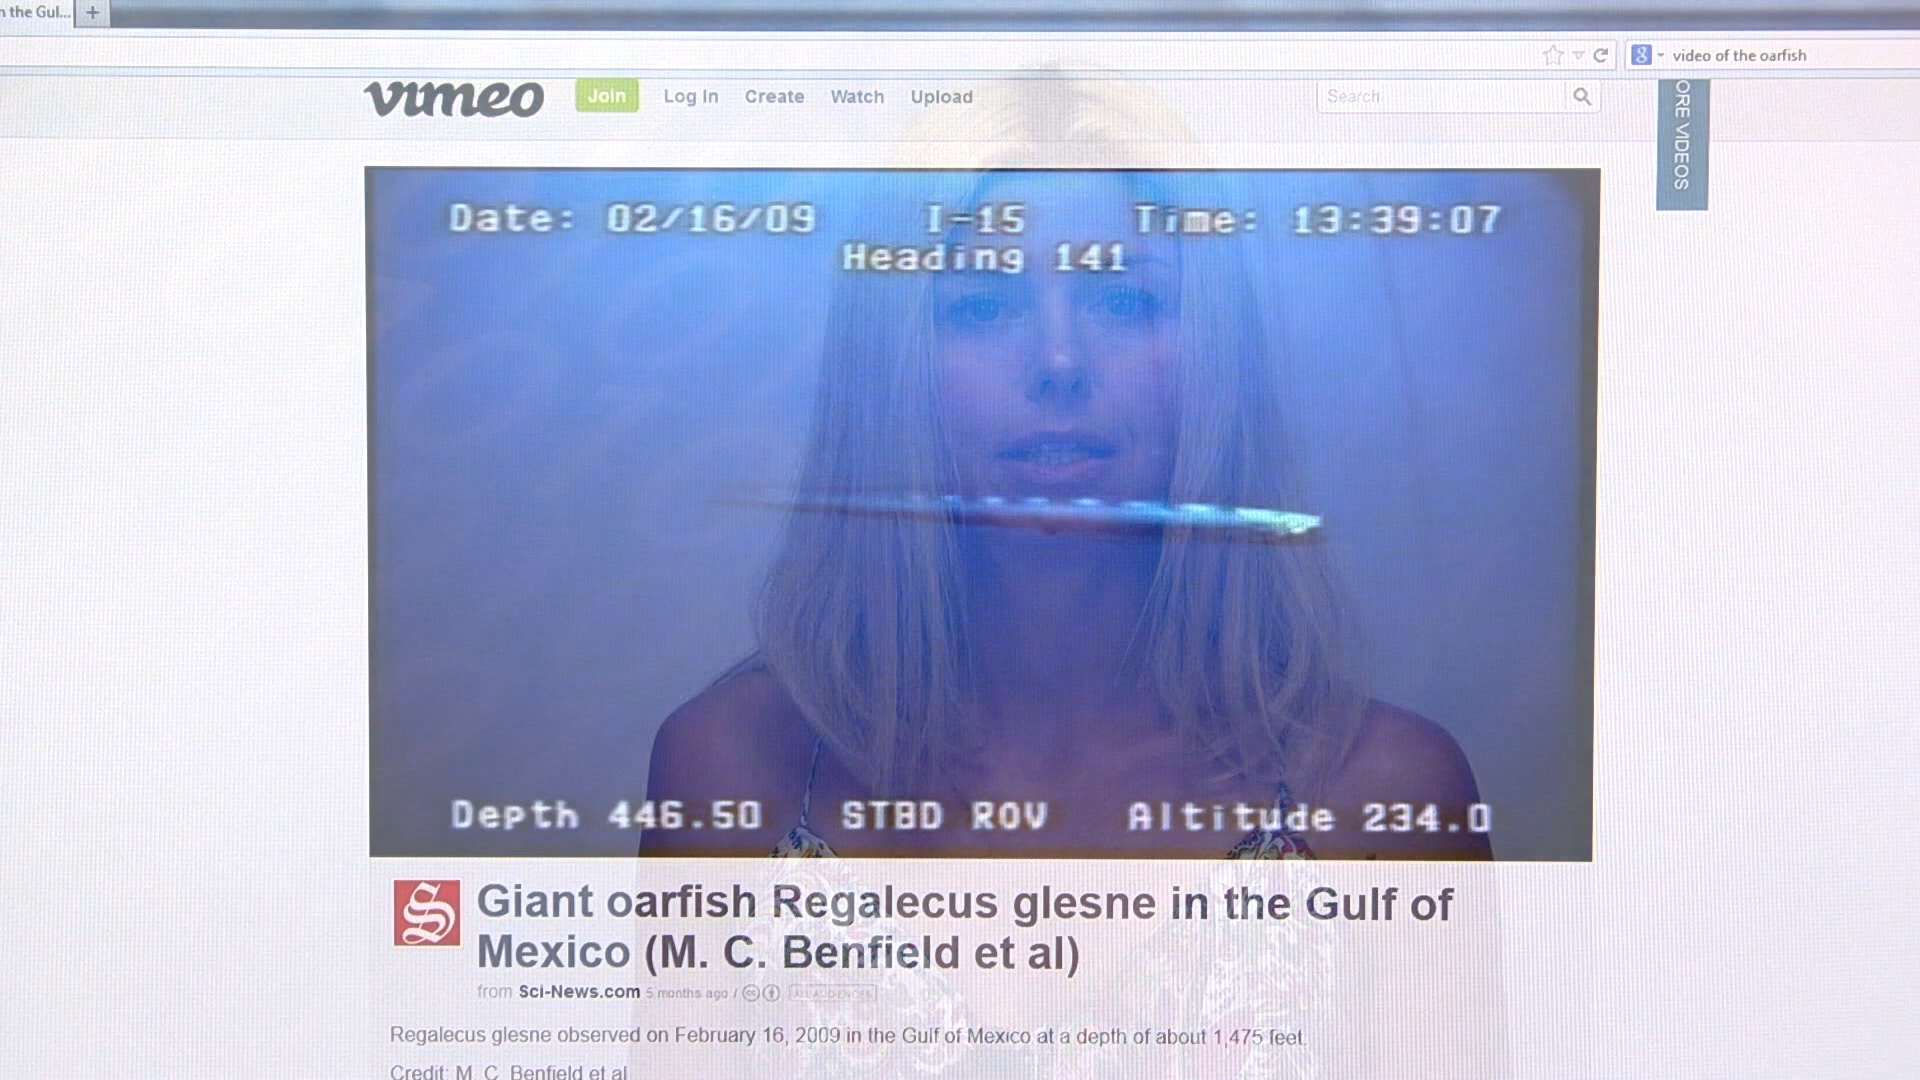 n the Gul... +
g video of the oarfish
vimeo Join Log In Create Watch Upload Search
ORE VIDEOS
Date: 02/16/09 I-15 Time: 13:39:07
Heading 141
Depth 446.50 STBD ROV Altitude 234.0
S Giant oarfish Regalecus glesne in the Gulf of
Mexico (M. C. Benfield et al)
from Sci-News.com 5 months ago / cc ALL AUDIENCES
Regalecus glesne observed on February 16, 2009 in the Gulf of Mexico at a depth of about 1,475 feet.
Credit: M. C. Benfield et al